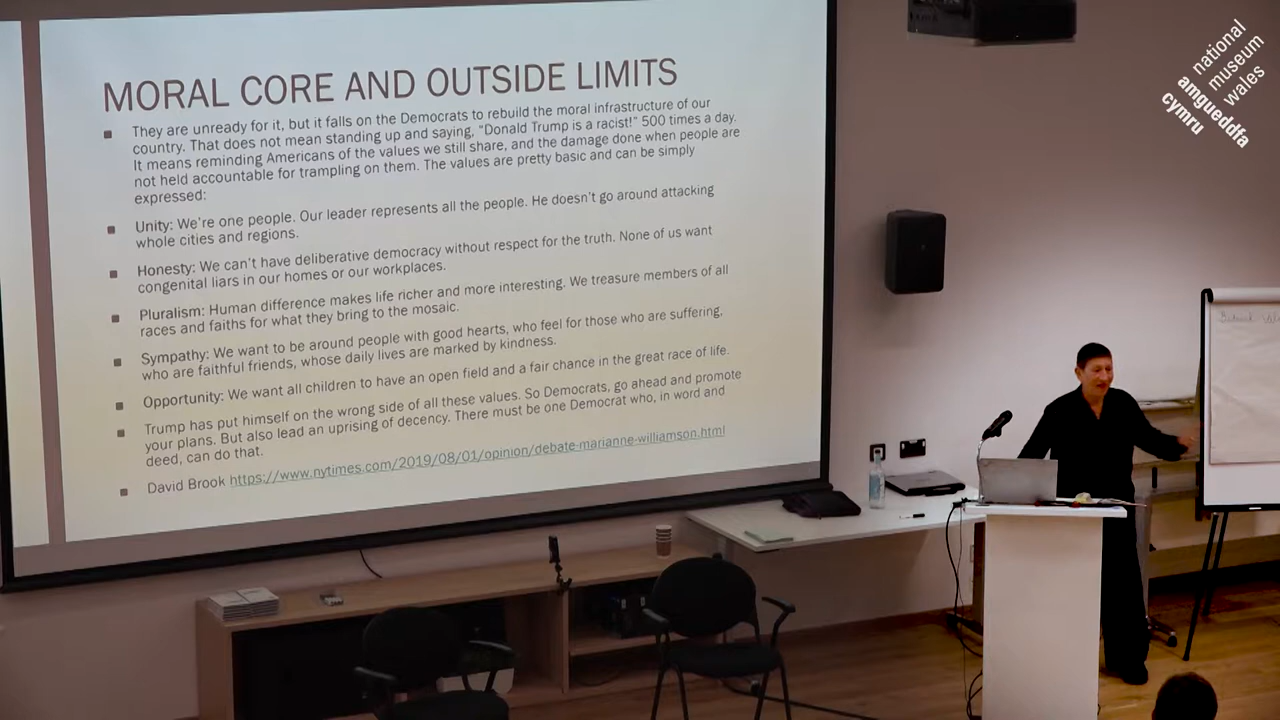 MORAL CORE AND OUTSIDE LIMITS
They are unready for it, but it falls on the Democrats to rebuild the moral infrastructure of our
country. That does not mean standing up and saying, “Donald Trump is a racist!” 500 times a day.
It means reminding Americans of the values we still share, and the damage done when people are
not held accountable for trampling on them. The values are pretty basic and can be simply
expressed:
Unity: We’re one people. Our leader represents all the people. He doesn’t go around attacking
whole cities and regions.
Honesty: We can’t have deliberative democracy without respect for the truth. None of us want
congenital liars in our homes or our workplaces.
Pluralism: Human difference makes life richer and more interesting. We treasure members of all
races and faiths for what they bring to the mosaic.
Sympathy: We want to be around people with good hearts, who feel for those who are suffering,
who are faithful friends, whose daily lives are marked by kindness.
Opportunity: We want all children to have an open field and a fair chance in the great race of life.
Trump has put himself on the wrong side of all these values. So Democrats, go ahead and promote
your plans. But also lead an uprising of decency. There must be one Democrat who, in word and
deed, can do that.
David Brook https://www.nytimes.com/2019/08/01/opinion/debate-marianne-williamson.html
national
museum
wales
amgueddfa
cymru